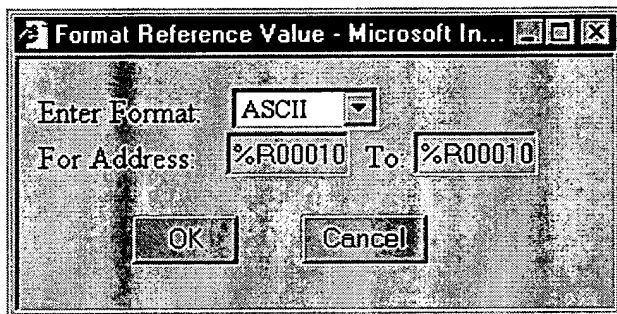 Format Reference Value - Microsoft In...
Enter Format: ASCII
For Address: %R00010 To: %R00010
OK Cancel